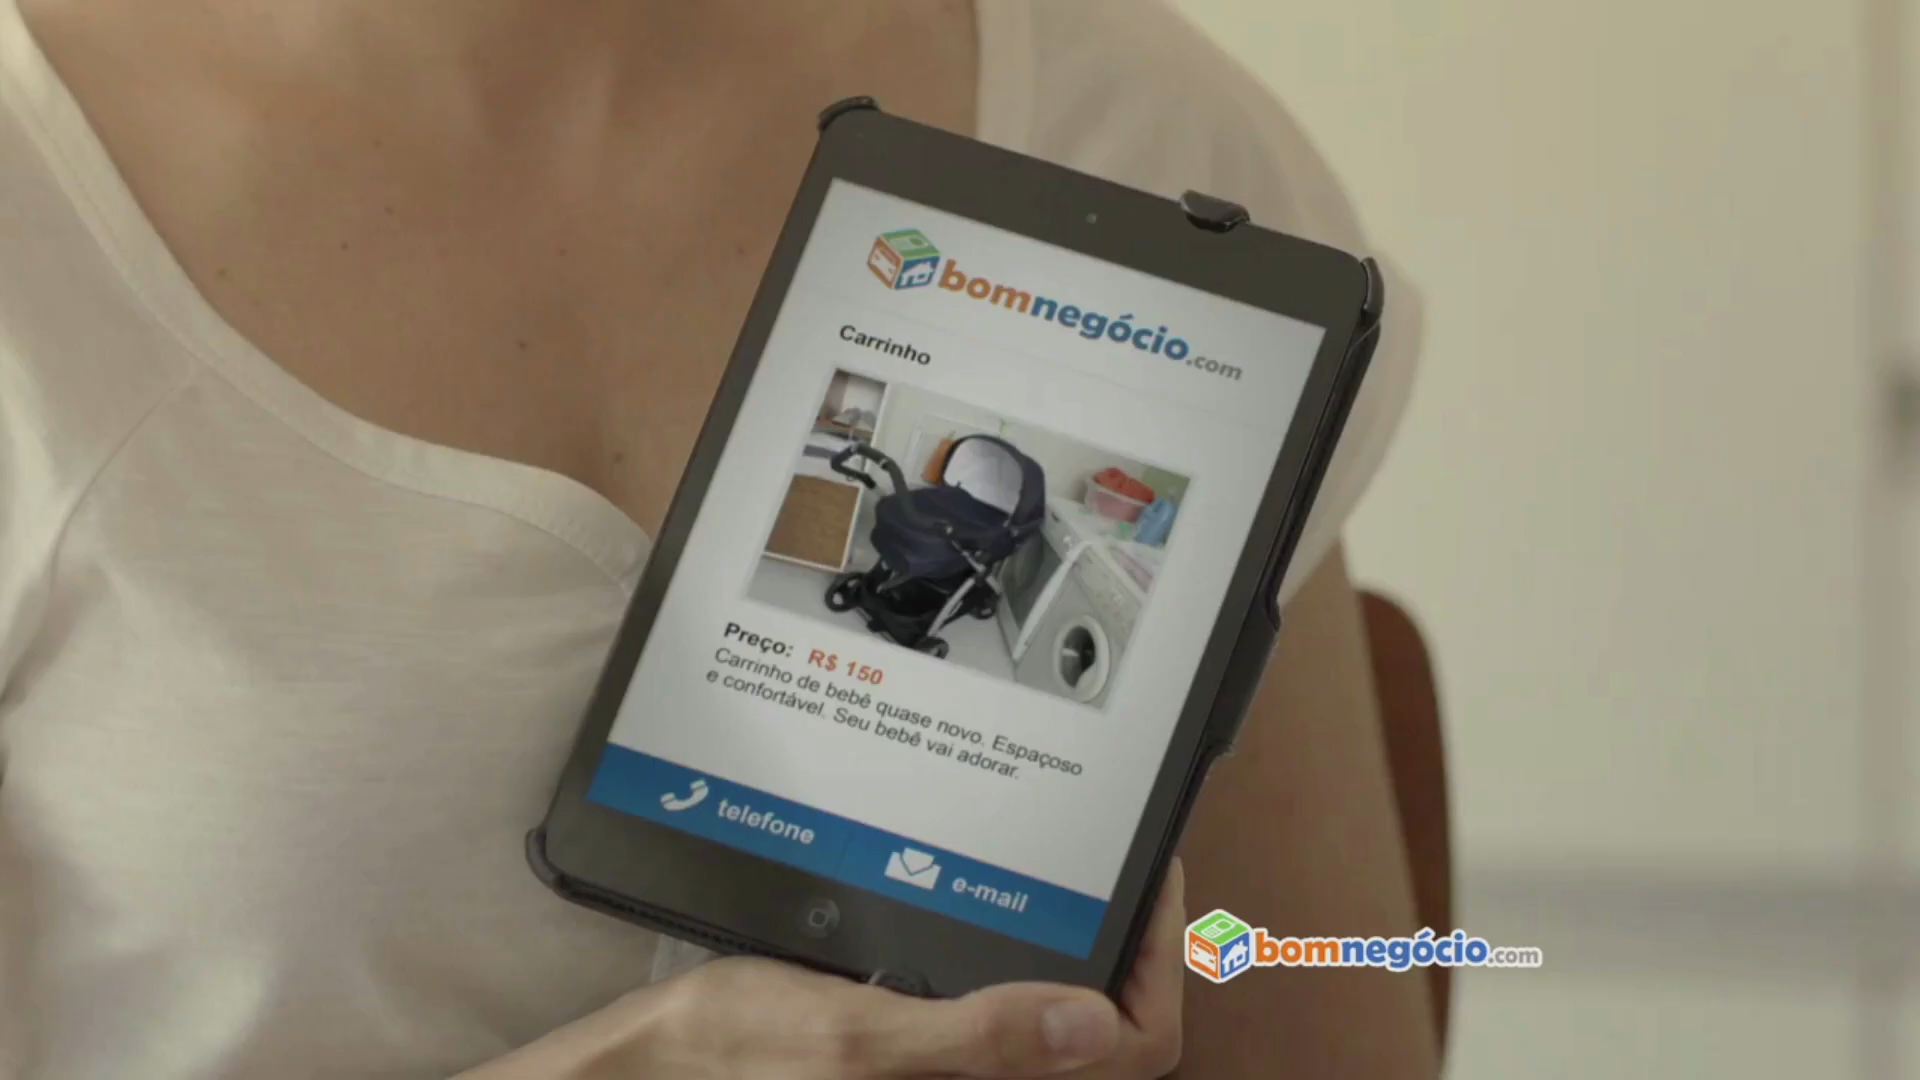 bomnegócio.com
Carrinho
Preço: R$ 150
Carrinho de bebê quase novo. Espaçoso
e confortável. Seu bebê vai adorar.
telefone
e-mail
bomnegócio.com